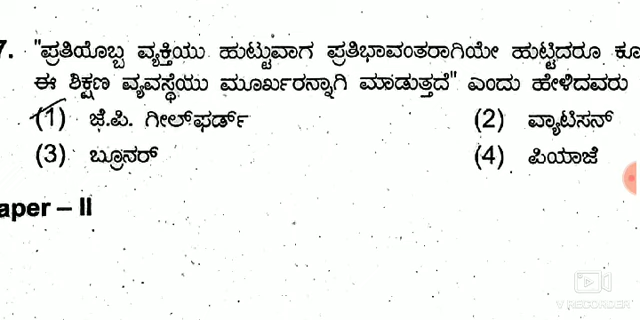 7. "ಪ್ರತಿಯೊಬ್ಬ ವ್ಯಕ್ತಿಯು ಹುಟ್ಟುವಾಗ ಪ್ರತಿಭಾವಂತರಾಗಿಯೇ ಹುಟ್ಟಿದರೂ ಕೂ
ಈ ಶಿಕ್ಷಣ ವ್ಯವಸ್ಥೆಯು ಮೂರ್ಖರನ್ನಾಗಿ ಮಾಡುತ್ತದೆ" ಎಂದು ಹೇಳಿದವರು
(1) ಜೆ.ಪಿ. ಗೀಲ್‌ಫರ್ಡ್ (2) ವ್ಯಾಟಿಸನ್
(3) ಬ್ರೂನರ್ (4) ಪಿಯಾಜೆ
aper – II
V RECORDER